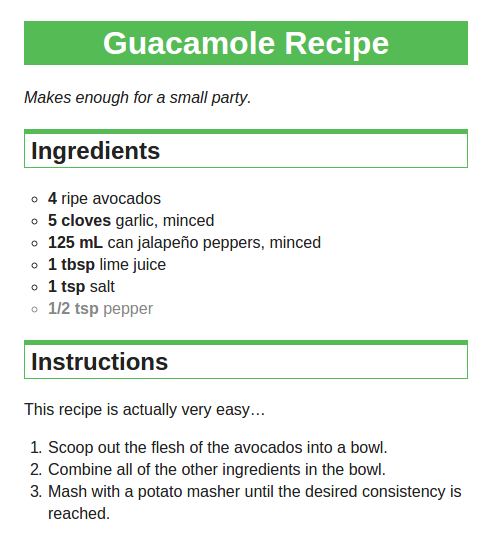 Guacamole Recipe
Makes enough for a small party.
Ingredients
4 ripe avocados
5 cloves garlic, minced
125 mL can jalapeño peppers, minced
1 tbsp lime juice
1 tsp salt
1/2 tsp pepper
Instructions
This recipe is actually very easy…
1. Scoop out the flesh of the avocados into a bowl.
2. Combine all of the other ingredients in the bowl.
3. Mash with a potato masher until the desired consistency is
reached.